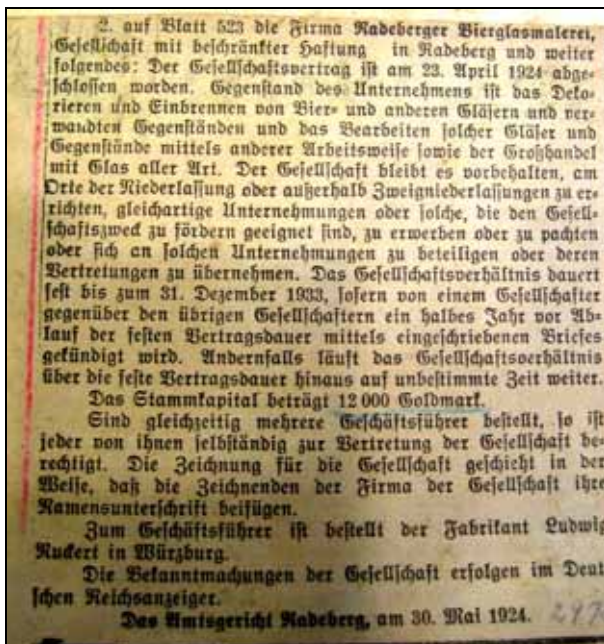 2. auf Blatt 523 die Firma Radeberger Bierglasmalerei,
Gesellschaft mit beschränkter Haftung in Radeberg und weiter
folgendes: Der Gesellschaftsvertrag ist am 23. April 1924 abge-
schlossen worden. Gegenstand des Unternehmens ist das Deko-
rieren und Einbrennen von Bier- und anderen Gläsern und ver-
wandten Gegenständen und das Bearbeiten solcher Gläser und
Gegenstände mittels anderer Arbeitsweise sowie der Großhandel
mit Glas aller Art. Der Gesellschaft bleibt es vorbehalten, am
Orte der Niederlassung oder außerhalb Zweigniederlassungen zu er-
richten, gleichartige Unternehmungen oder solche, die den Gesell-
schaftszweck zu fördern geeignet sind, zu erwerben oder zu pachten
oder sich an solchen Unternehmungen zu beteiligen oder deren
Vertretungen zu übernehmen. Das Gesellschaftsverhältnis dauert
fest bis zum 31. Dezember 1933, sofern von einem Gesellschafter
gegenüber den übrigen Gesellschaftern ein halbes Jahr vor Ab-
lauf der festen Vertragsdauer mittels eingeschriebenen Briefes
gekündigt wird. Andernfalls läuft das Gesellschaftsverhältnis
über die feste Vertragsdauer hinaus auf unbestimmte Zeit weiter.
Das Stammkapital beträgt 12 000 Goldmark.
Sind gleichzeitig mehrere Geschäftsführer bestellt, so ist
jeder von ihnen selbständig zur Vertretung der Gesellschaft be-
rechtigt. Die Zeichnung für die Gesellschaft geschieht in der
Weise, daß die Zeichnenden der Firma der Gesellschaft ihre
Namensunterschrift beifügen.
Zum Geschäftsführer ist bestellt der Fabrikant Ludwig
Ruckert in Würzburg.
Die Bekanntmachungen der Gesellschaft erfolgen im Deut
schen Reichsanzeiger.
Das Amtsgericht Radeberg, am 30. Mai 1924.